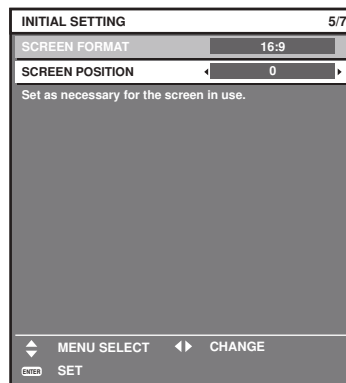 INITIAL SETTING 5/7
SCREEN FORMAT 16:9
SCREEN POSITION 0
Set as necessary for the screen in use.
MENU SELECT CHANGE
ENTER SET